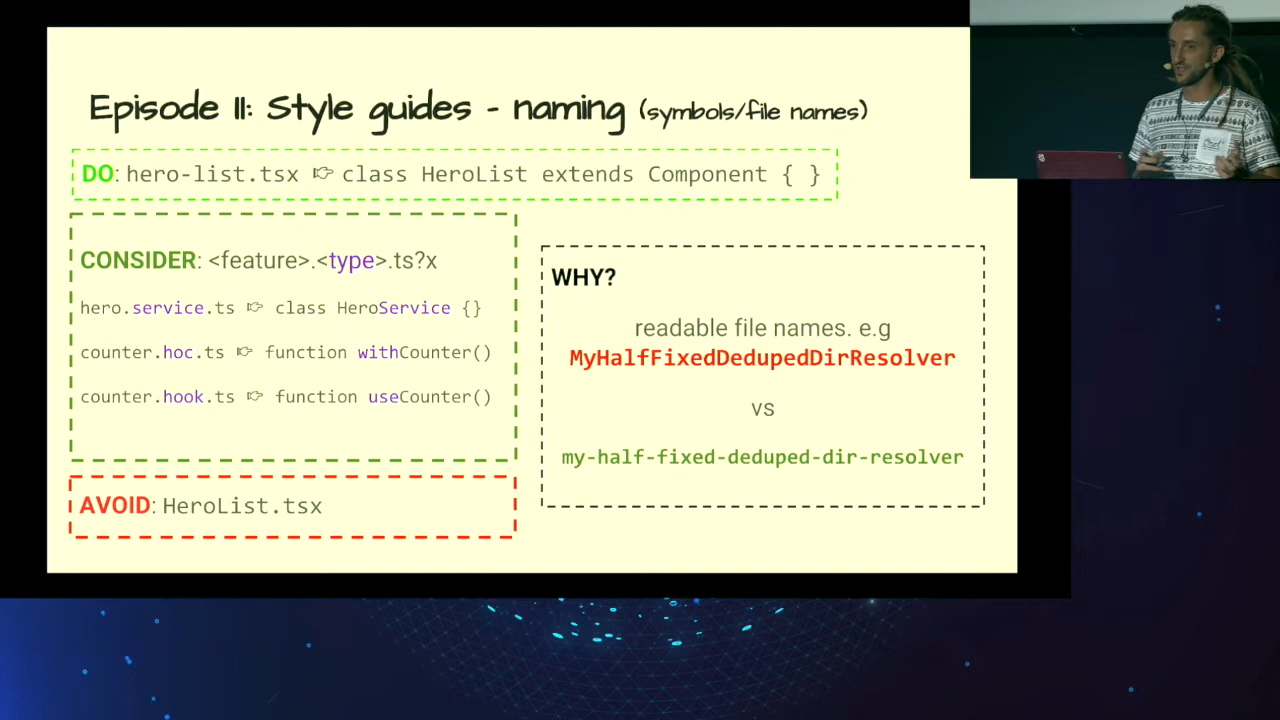 Episode II: Style guides - naming (symbols/file names)
DO: hero-list.tsx 👉 class HeroList extends Component { }
CONSIDER: <feature>.<type>.ts?x
hero.service.ts 👉 class HeroService {}
counter.hoc.ts 👉 function withCounter()
counter.hook.ts 👉 function useCounter()
AVOID: HeroList.tsx
WHY?
readable file names. e.g
MyHalfFixedDedupedDirResolver
vs
my-half-fixed-deduped-dir-resolver